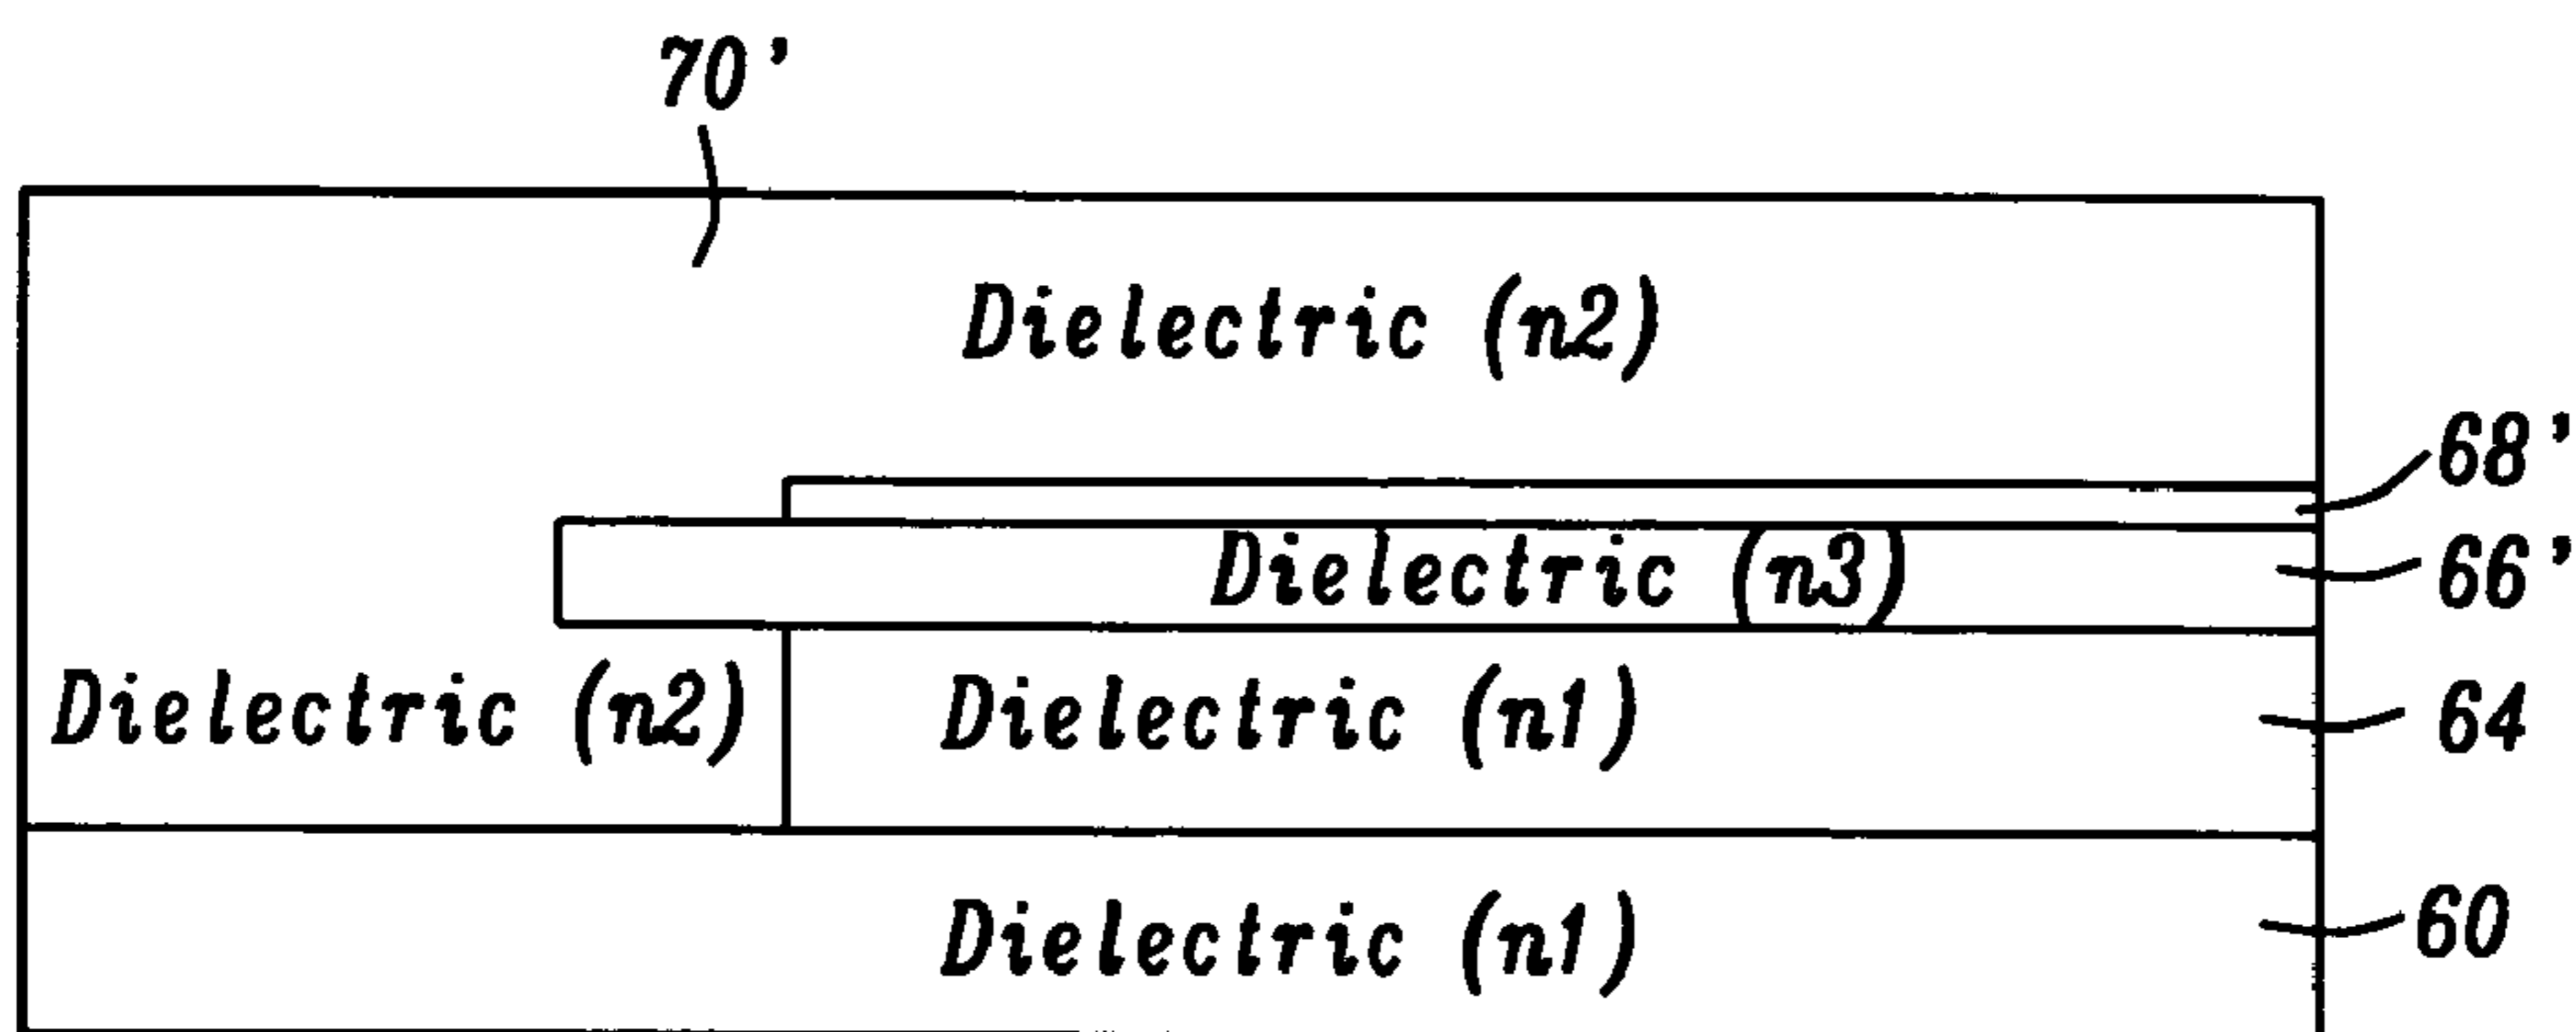 70'
Dielectric (n2)
68'
Dielectric (n3)
66'
Dielectric (n2)
Dielectric (n1)
64
Dielectric (n1)
60